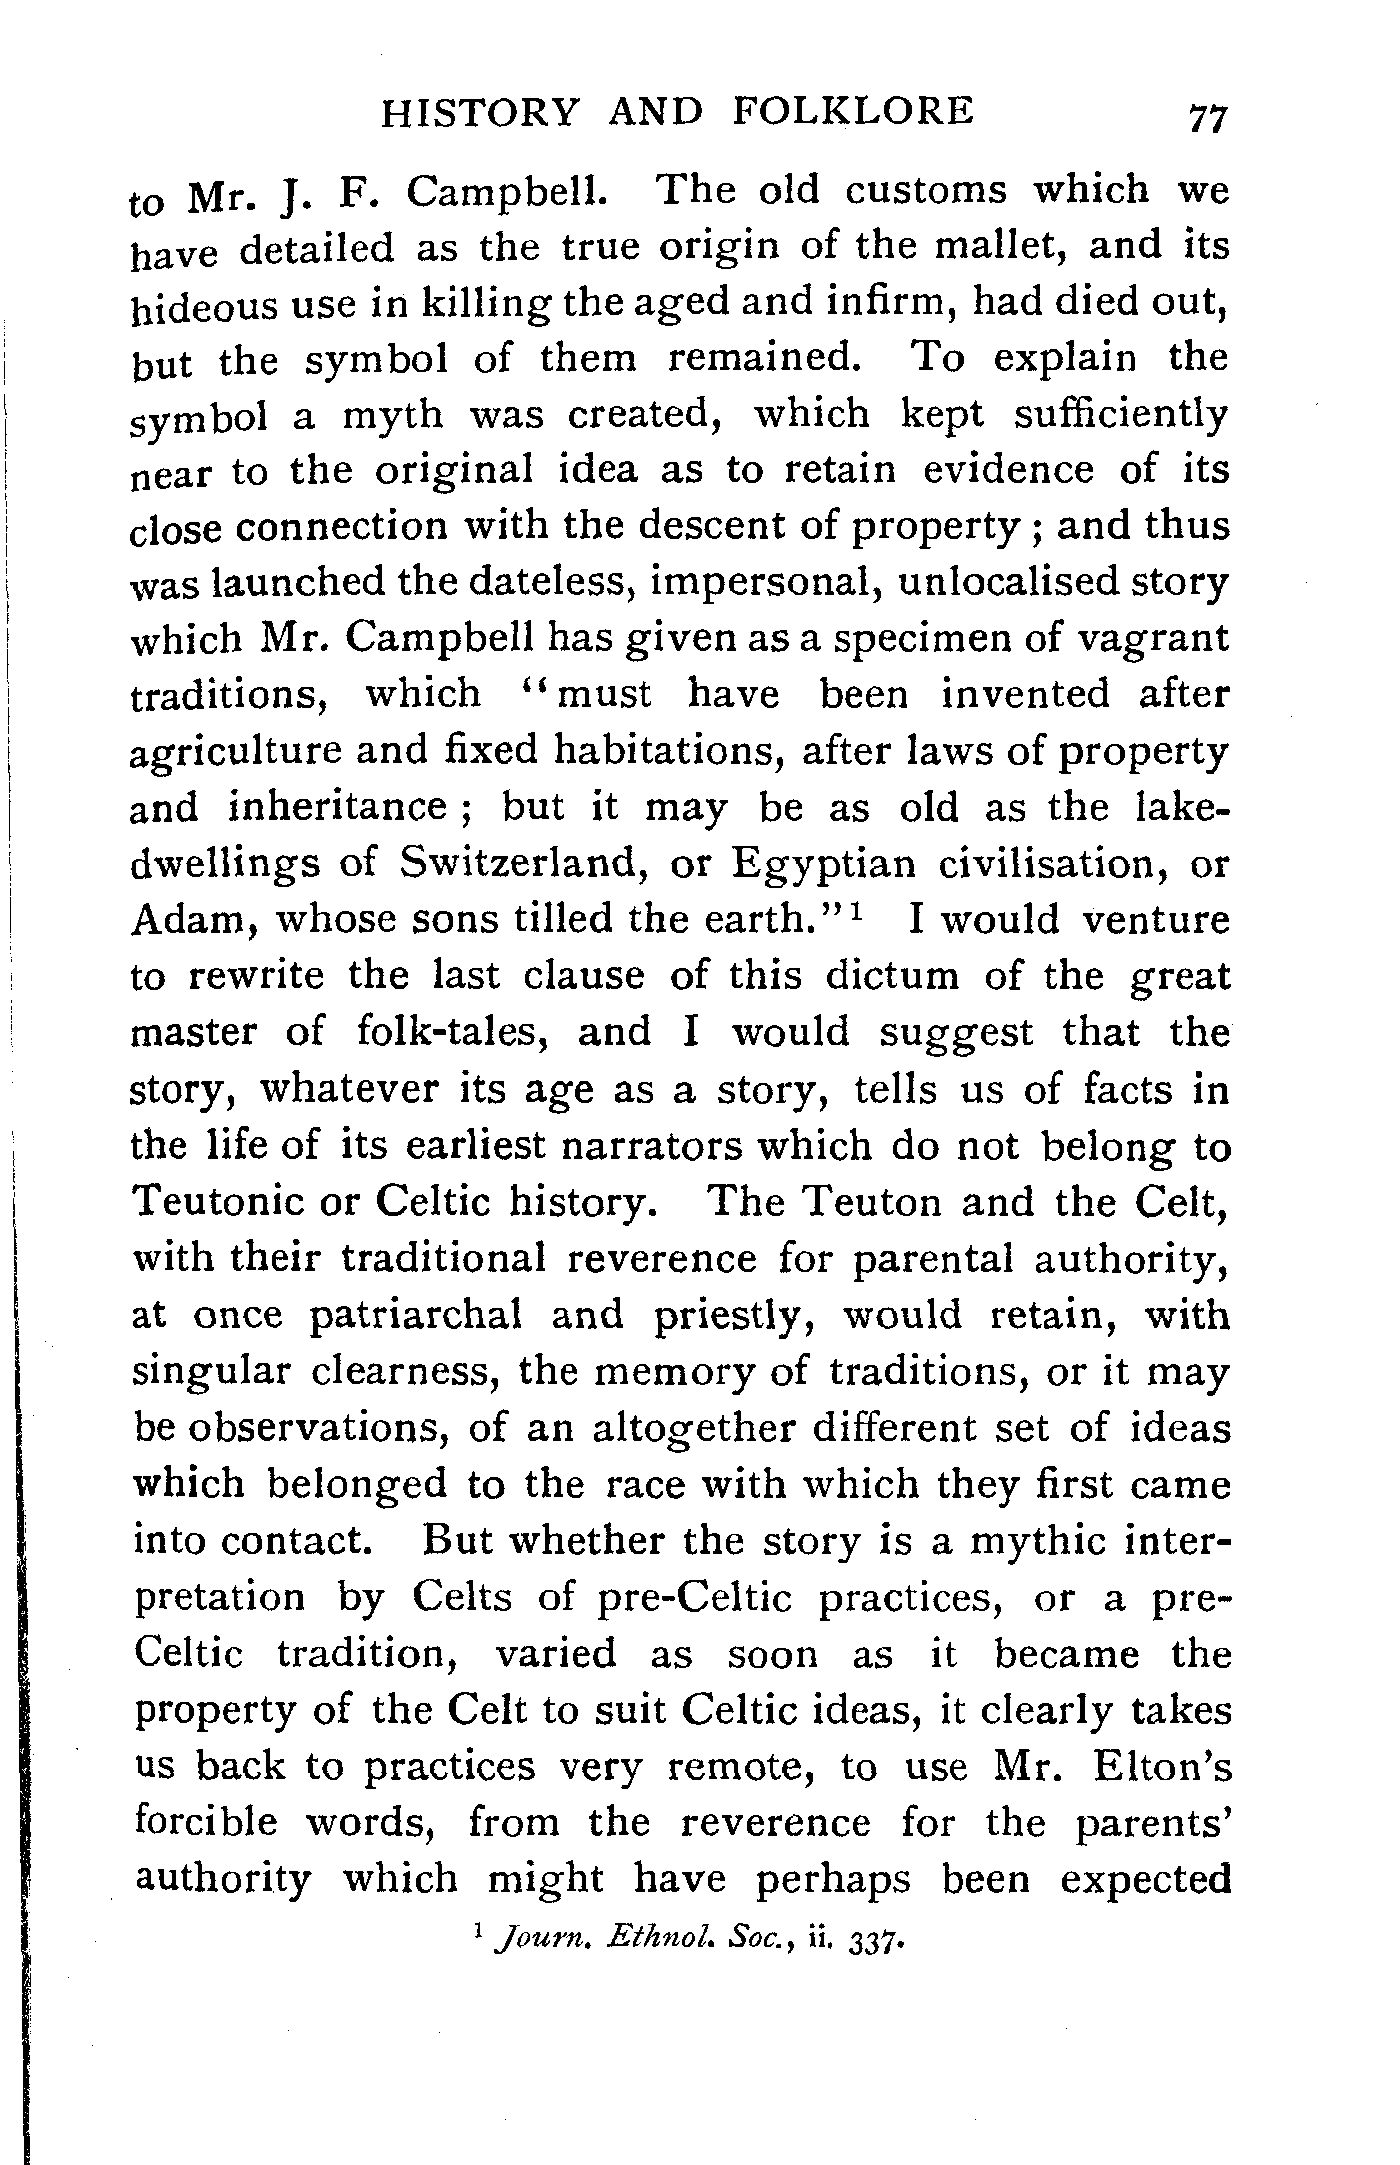 HISTORY AND FOLKLORE 77
to Mr. J. F. Campbell. The old customs which we
have detailed as the true origin of the mallet, and its
hideous use in killing the aged and infirm, had died out,
but the symbol of them remained. To explain the
symbol a myth was created, which kept sufficiently
near to the original idea as to retain evidence of its
close connection with the descent of property ; and thus
was launched the dateless, impersonal, unlocalised story
which Mr. Campbell has given as a specimen of vagrant
traditions, which “must have been invented after
agriculture and fixed habitations, after laws of property
and inheritance ; but it may be as old as the lake-
dwellings of Switzerland, or Egyptian civilisation, or
Adam, whose sons tilled the earth.”¹ I would venture
to rewrite the last clause of this dictum of the great
master of folk-tales, and I would suggest that the
story, whatever its age as a story, tells us of facts in
the life of its earliest narrators which do not belong to
Teutonic or Celtic history. The Teuton and the Celt,
with their traditional reverence for parental authority,
at once patriarchal and priestly, would retain, with
singular clearness, the memory of traditions, or it may
be observations, of an altogether different set of ideas
which belonged to the race with which they first came
into contact. But whether the story is a mythic inter-
pretation by Celts of pre-Celtic practices, or a pre-
Celtic tradition, varied as soon as it became the
property of the Celt to suit Celtic ideas, it clearly takes
us back to practices very remote, to use Mr. Elton’s
forcible words, from the reverence for the parents’
authority which might have perhaps been expected
¹ Journ. Ethnol. Soc., ii. 337.